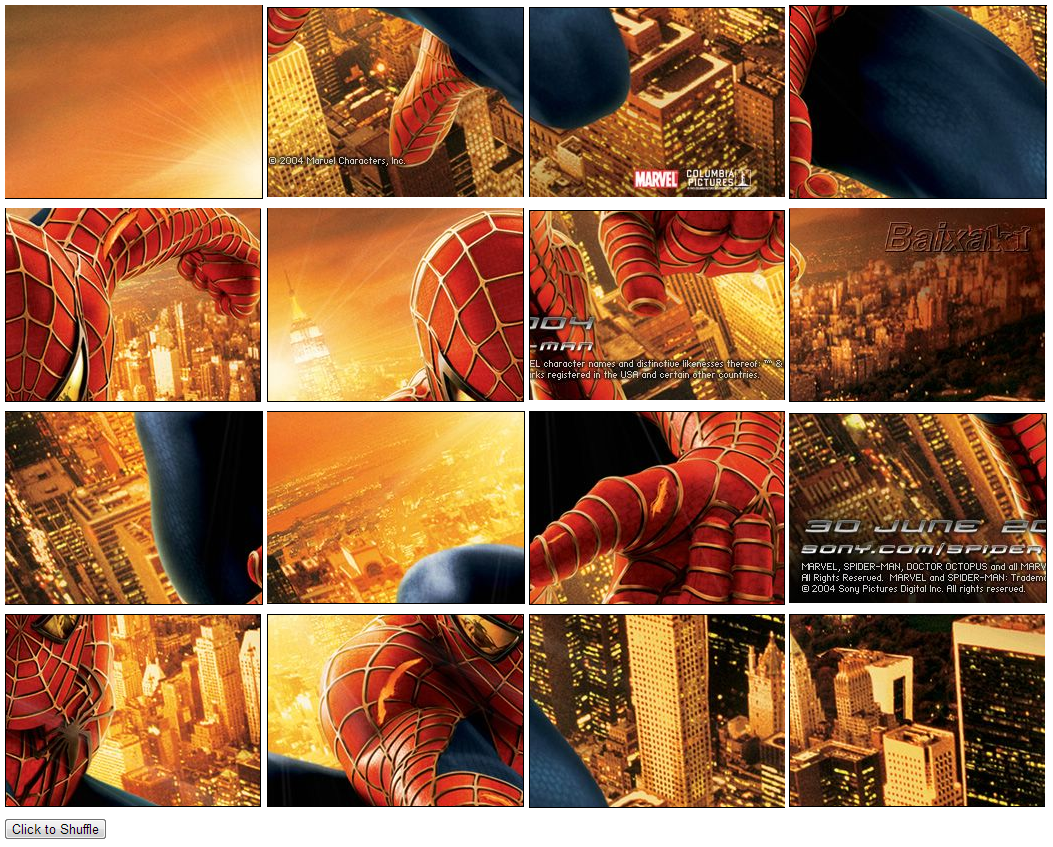 © 2004 Marvel Characters, Inc.
MARVEL
COLUMBIA
PICTURES
004
-MAN
EL character names and distinctive likenesses thereof: ™ &
rks registered in the USA and certain other countries.
Baixaki
30 JUNE 20
SONY.COM/SPIDER
MARVEL, SPIDER-MAN, DOCTOR OCTOPUS and all MARV
All Rights Reserved. MARVEL and SPIDER-MAN: Tradema
© 2004 Sony Pictures Digital Inc. All rights reserved.
Click to Shuffle